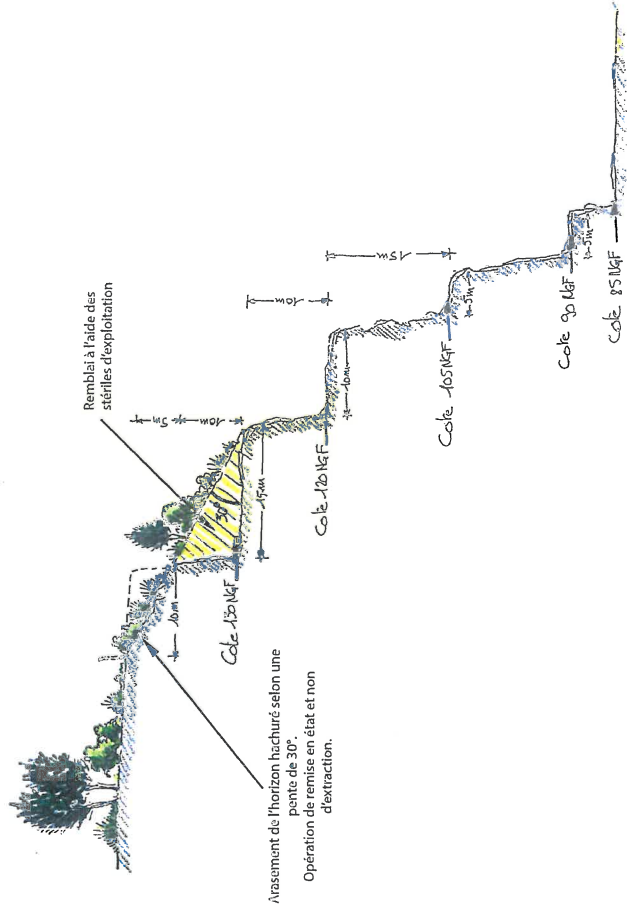 Remblai à l'aide des
stériles d'exploitation
5m
10m
10m
15m
30°
10m
15m
10m
5m
5m
Cote 130 NGF
Cote 120 NGF
Cote 105 NGF
Cote 90 NGF
Cote 85 NGF
Arasement de l'horizon hachuré selon une
pente de 30°.
Opération de remise en état et non
d'extraction.